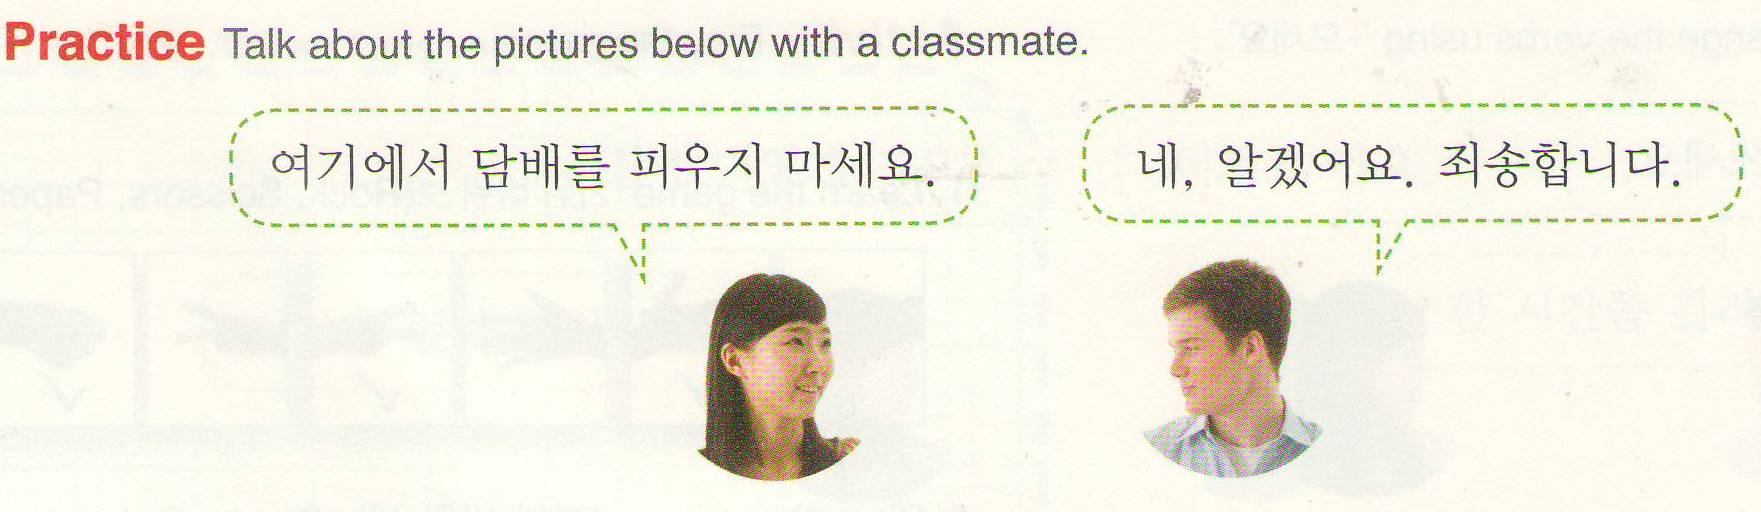 Practice Talk about the pictures below with a classmate.
여기에서 담배를 피우지 마세요.
네, 알겠어요. 죄송합니다.